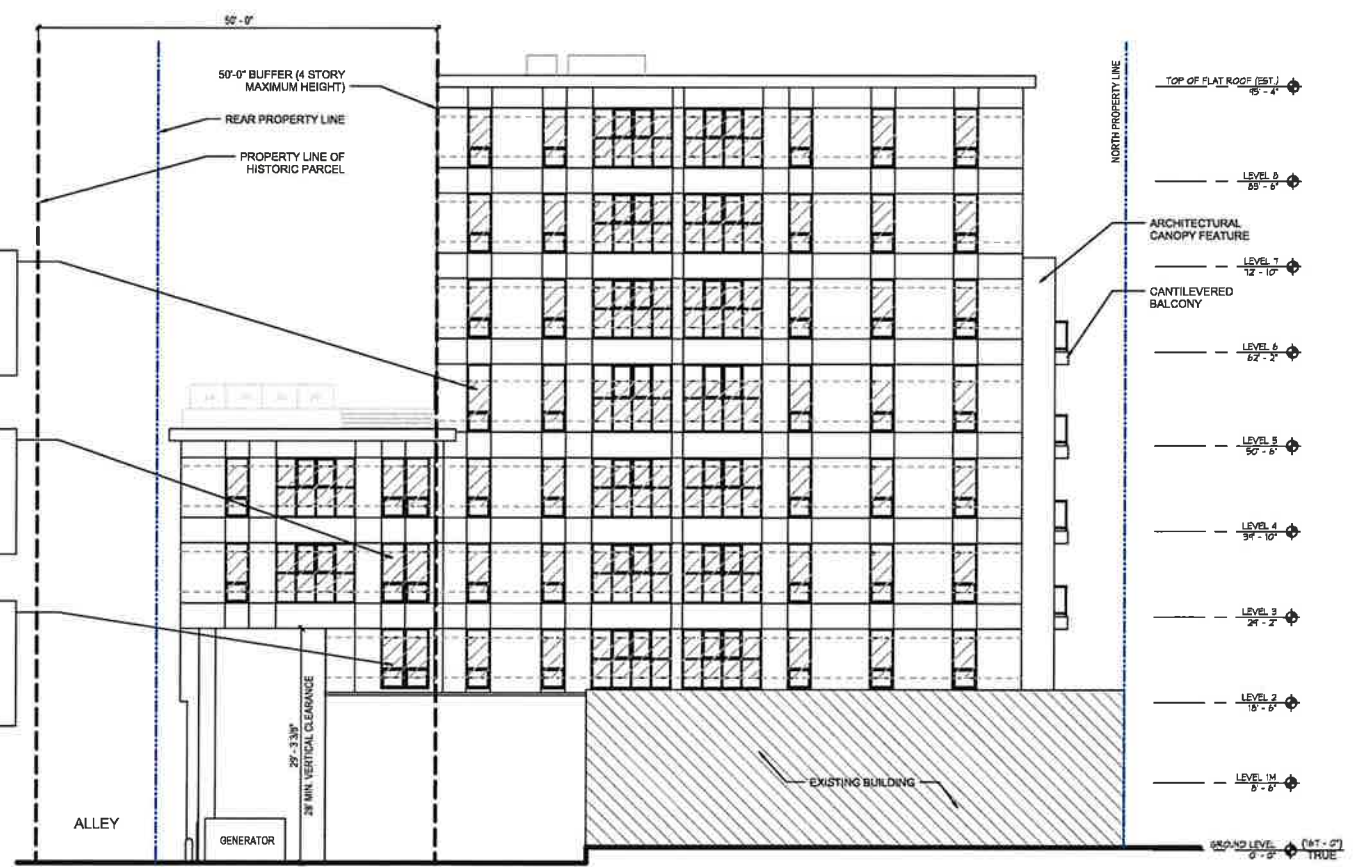 50' - 0"
50'-0" BUFFER (4 STORY
MAXIMUM HEIGHT)
REAR PROPERTY LINE
PROPERTY LINE OF
HISTORIC PARCEL
NORTH PROPERTY LINE
TOP OF FLAT ROOF (EST.)
95' - 4"
LEVEL 8
83' - 6"
ARCHITECTURAL
CANOPY FEATURE
LEVEL 7
72' - 10"
CANTILEVERED
BALCONY
LEVEL 6
62' - 2"
LEVEL 5
50' - 6"
LEVEL 4
39' - 10"
LEVEL 3
29' - 2"
LEVEL 2
18' - 6"
29' - 3 3/8"
28' MIN. VERTICAL CLEARANCE
EXISTING BUILDING
LEVEL 1M
8' - 6"
ALLEY
GENERATOR
GROUND LEVEL
0' - 0"
TRUE